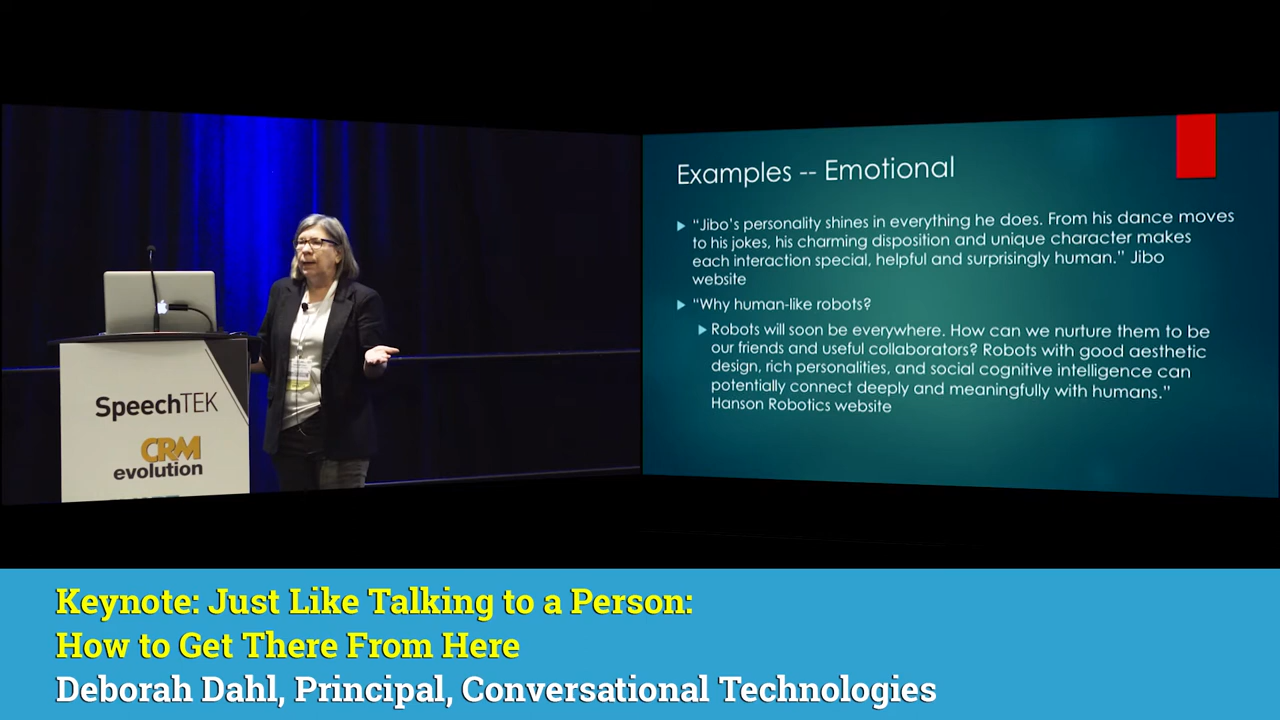 SpeechTEK
CRM
evolution
Examples -- Emotional
“Jibo’s personality shines in everything he does. From his dance moves
to his jokes, his charming disposition and unique character makes
each interaction special, helpful and surprisingly human.” Jibo
website
“Why human-like robots?
Robots will soon be everywhere. How can we nurture them to be
our friends and useful collaborators? Robots with good aesthetic
design, rich personalities, and social cognitive intelligence can
potentially connect deeply and meaningfully with humans.”
Hanson Robotics website
Keynote: Just Like Talking to a Person:
How to Get There From Here
Deborah Dahl, Principal, Conversational Technologies